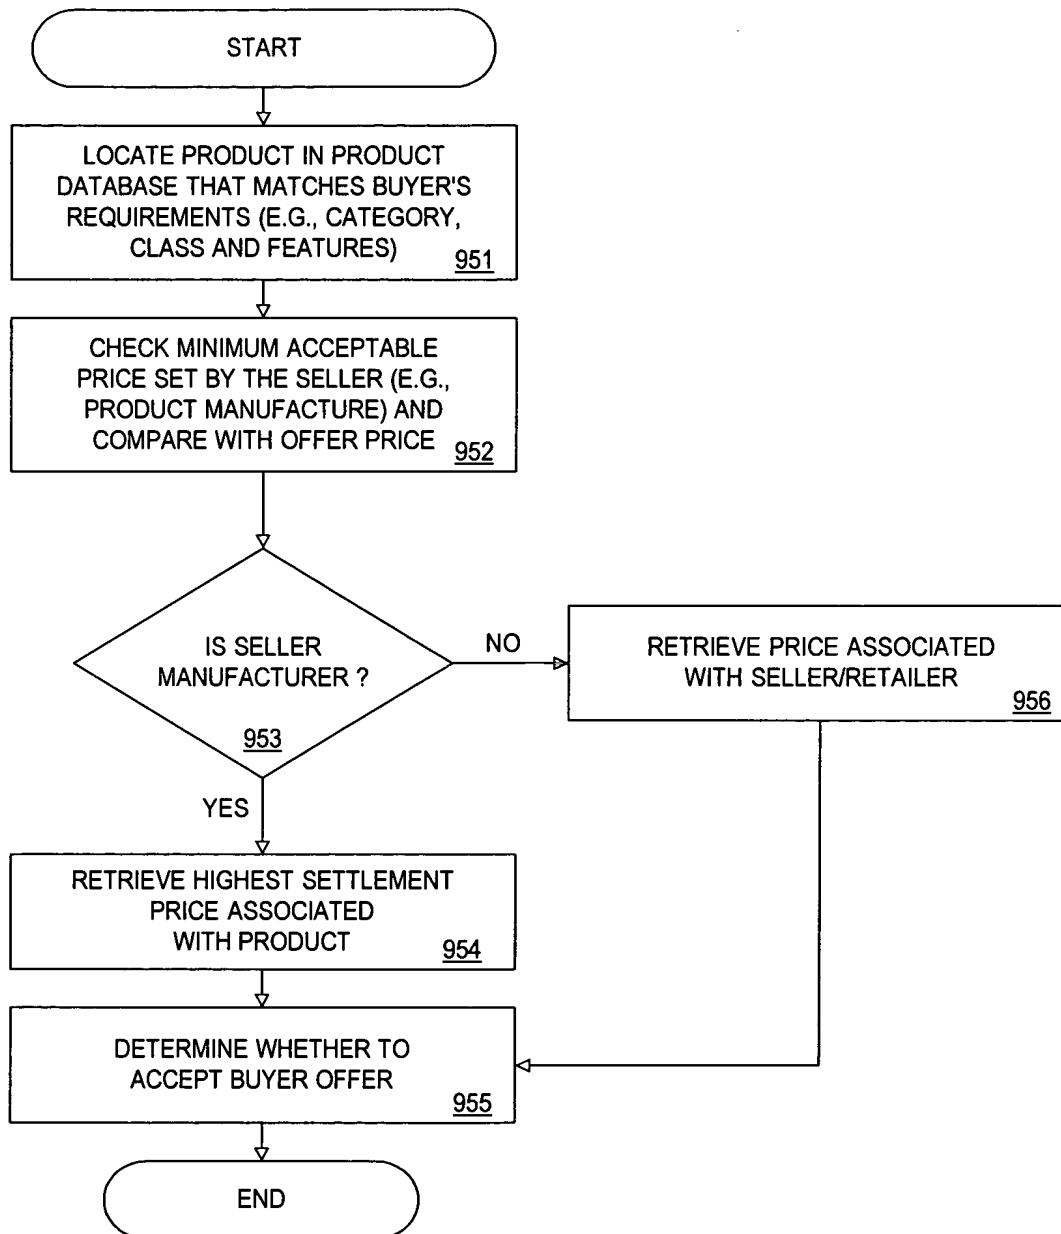 START
LOCATE PRODUCT IN PRODUCT
DATABASE THAT MATCHES BUYER'S
REQUIREMENTS (E.G., CATEGORY,
CLASS AND FEATURES)
951
CHECK MINIMUM ACCEPTABLE
PRICE SET BY THE SELLER (E.G.,
PRODUCT MANUFACTURE) AND
COMPARE WITH OFFER PRICE
952
IS SELLER
MANUFACTURER ?
953
NO
RETRIEVE PRICE ASSOCIATED
WITH SELLER/RETAILER
956
YES
RETRIEVE HIGHEST SETTLEMENT
PRICE ASSOCIATED
WITH PRODUCT
954
DETERMINE WHETHER TO
ACCEPT BUYER OFFER
955
END